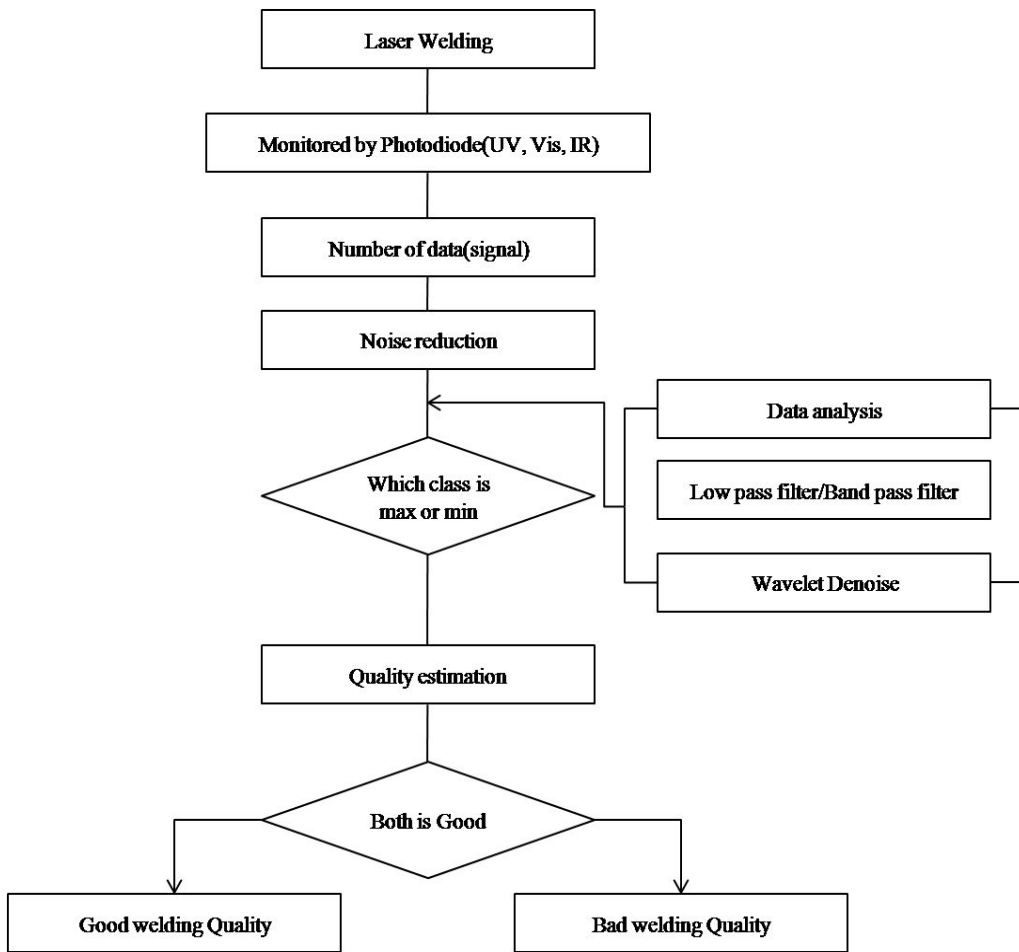 Laser Welding
Monitored by Photodiode(UV, Vis, IR)
Number of data(signal)
Noise reduction
Data analysis
Low pass filter/Band pass filter
Wavelet Denoise
Which class is
max or min
Quality estimation
Both is Good
Good welding Quality
Bad welding Quality